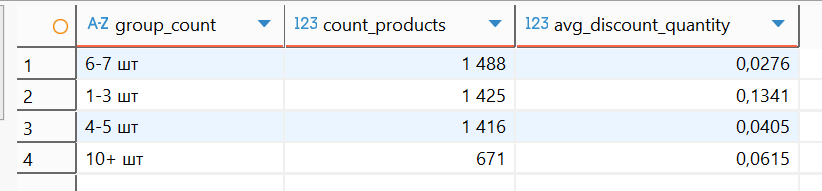 A-Z group_count 123 count_products 123 avg_discount_quantity
1 6-7 шт 1 488 0,0276
2 1-3 шт 1 425 0,1341
3 4-5 шт 1 416 0,0405
4 10+ шт 671 0,0615